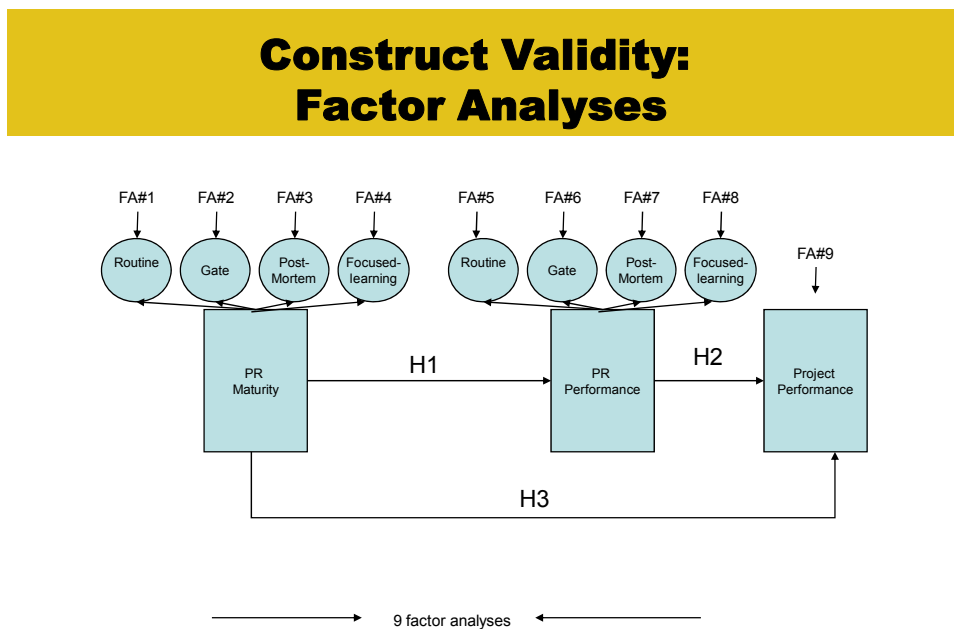 Construct Validity:
Factor Analyses
FA#1
FA#2
FA#3
FA#4
FA#5
FA#6
FA#7
FA#8
Routine
Gate
Post-
Mortem
Focused-
learning
Routine
Gate
Post-
Mortem
Focused-
learning
FA#9
PR
Maturity
H1
PR
Performance
H2
Project
Performance
H3
9 factor analyses